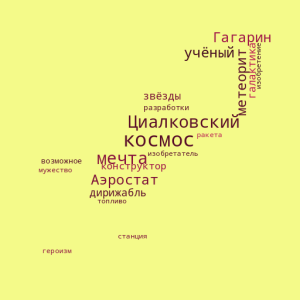 Гагарин
учёный
метеорит
галактика
изобретение
звёзды
разработки
Циалковский
космос
ракета
изобретатель
мечта
возможное
конструктор
мужество
Аэростат
дирижабль
топливо
станция
героизм